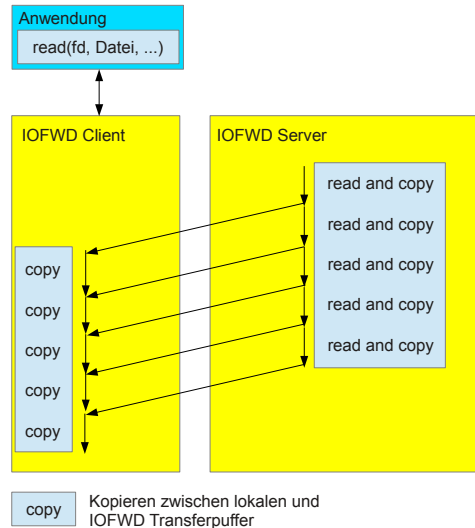 Anwendung
read(fd, Datei, ...)
IOFWD Client
IOFWD Server
read and copy
read and copy
read and copy
read and copy
read and copy
copy
copy
copy
copy
copy
copy
Kopieren zwischen lokalen und
IOFWD Transferpuffer